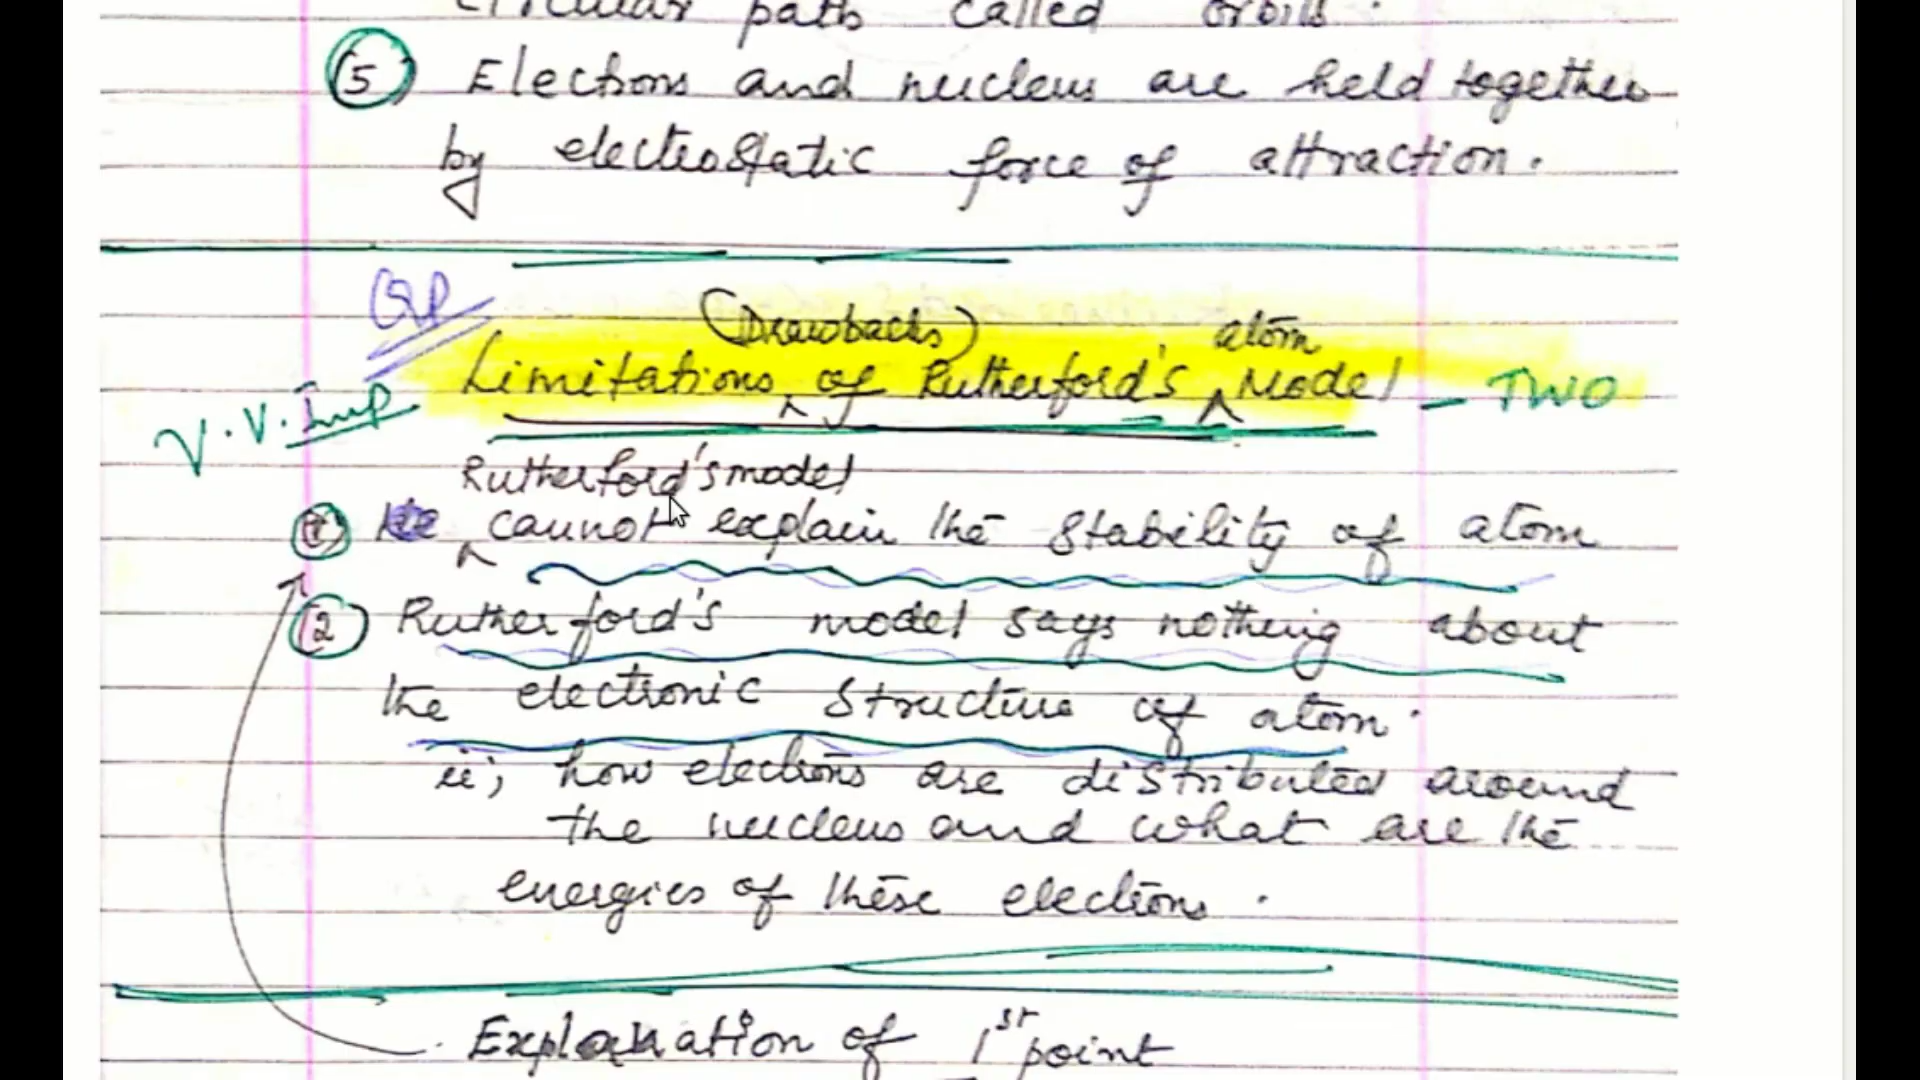 circular path called orbits.
5 Electrons and nucleus are held together
by electrostatic force of attraction.
(Drawbacks) atom
Limitations of Rutherford's Model - TWO
V.V. Imp
Rutherford's model
1 cannot explain the stability of atom
2 Rutherford's model says nothing about
the electronic structure of atom.
ie; how electrons are distributed around
the nucleus and what are the
energies of these electrons.
Explanation of 1st point